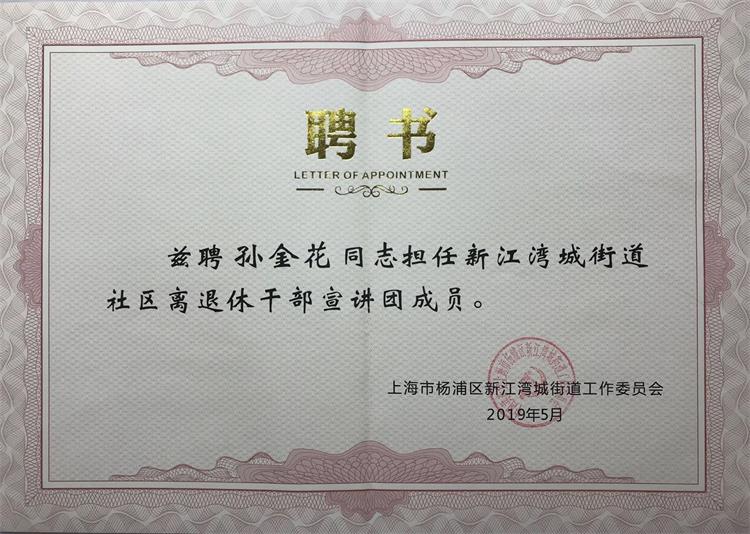 聘书
LETTER OF APPOINTMENT
兹聘孙金花同志担任新江湾城街道
社区离退休干部宣讲团成员。
上海市杨浦区新江湾城街道工作委员会
2019年5月